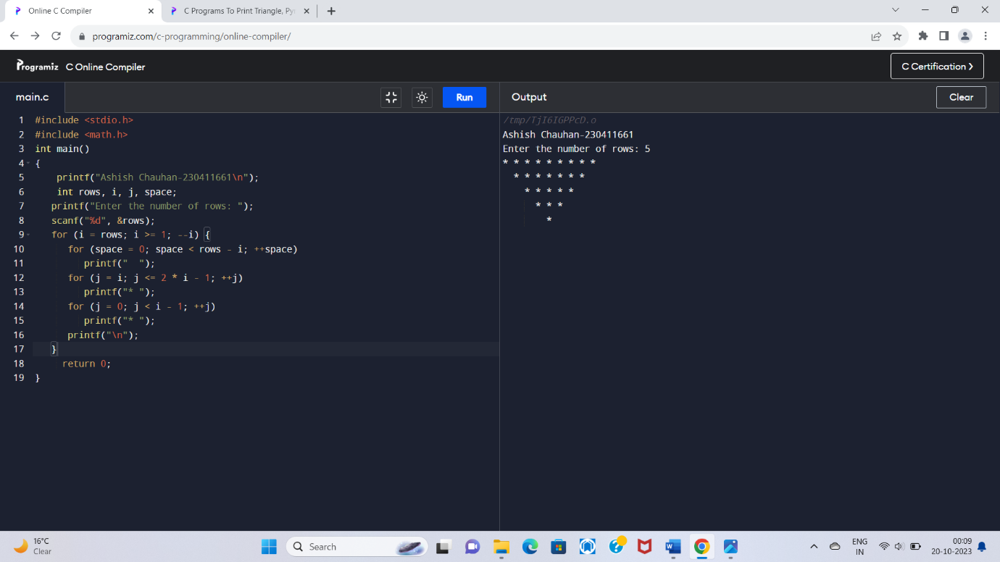 Online C Compiler
C Programs To Print Triangle, Py
programiz.com/c-programming/online-compiler/
Programiz C Online Compiler
C Certification >
main.c
Run
Output
Clear
1 #include <stdio.h>
2 #include <math.h>
3 int main()
4 {
5 printf("Ashish Chauhan-230411661\n");
6 int rows, i, j, space;
7 printf("Enter the number of rows: ");
8 scanf("%d", &rows);
9 for (i = rows; i >= 1; --i) {
10 for (space = 0; space < rows - i; ++space)
11 printf("  ");
12 for (j = i; j <= 2 * i - 1; ++j)
13 printf("* ");
14 for (j = 0; j < i - 1; ++j)
15 printf("* ");
16 printf("\n");
17 }
18 return 0;
19 }
/tmp/TjI6IGPPcD.o
Ashish Chauhan-230411661
Enter the number of rows: 5
* * * * * * * * *
* * * * * * *
* * * * *
* * *
*
16°C
Clear
Search
ENG
IN
00:09
20-10-2023